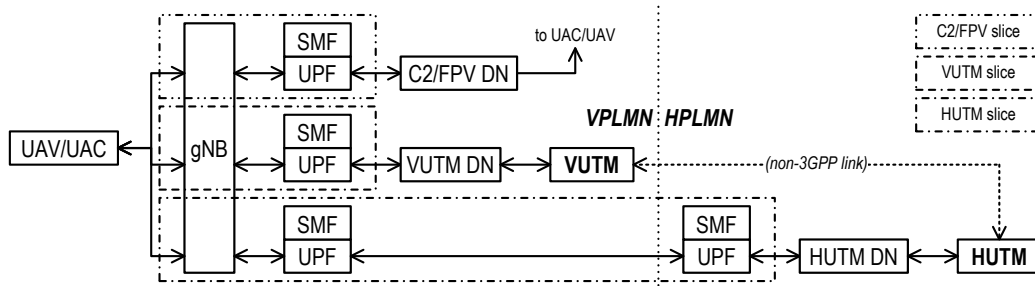 SMF
UPF
C2/FPV DN
to UAC/UAV
C2/FPV slice
VUTM slice
HUTM slice
VPLMN
HPLMN
UAV/UAC
gNB
SMF
UPF
VUTM DN
VUTM
(non-3GPP link)
SMF
UPF
SMF
UPF
HUTM DN
HUTM